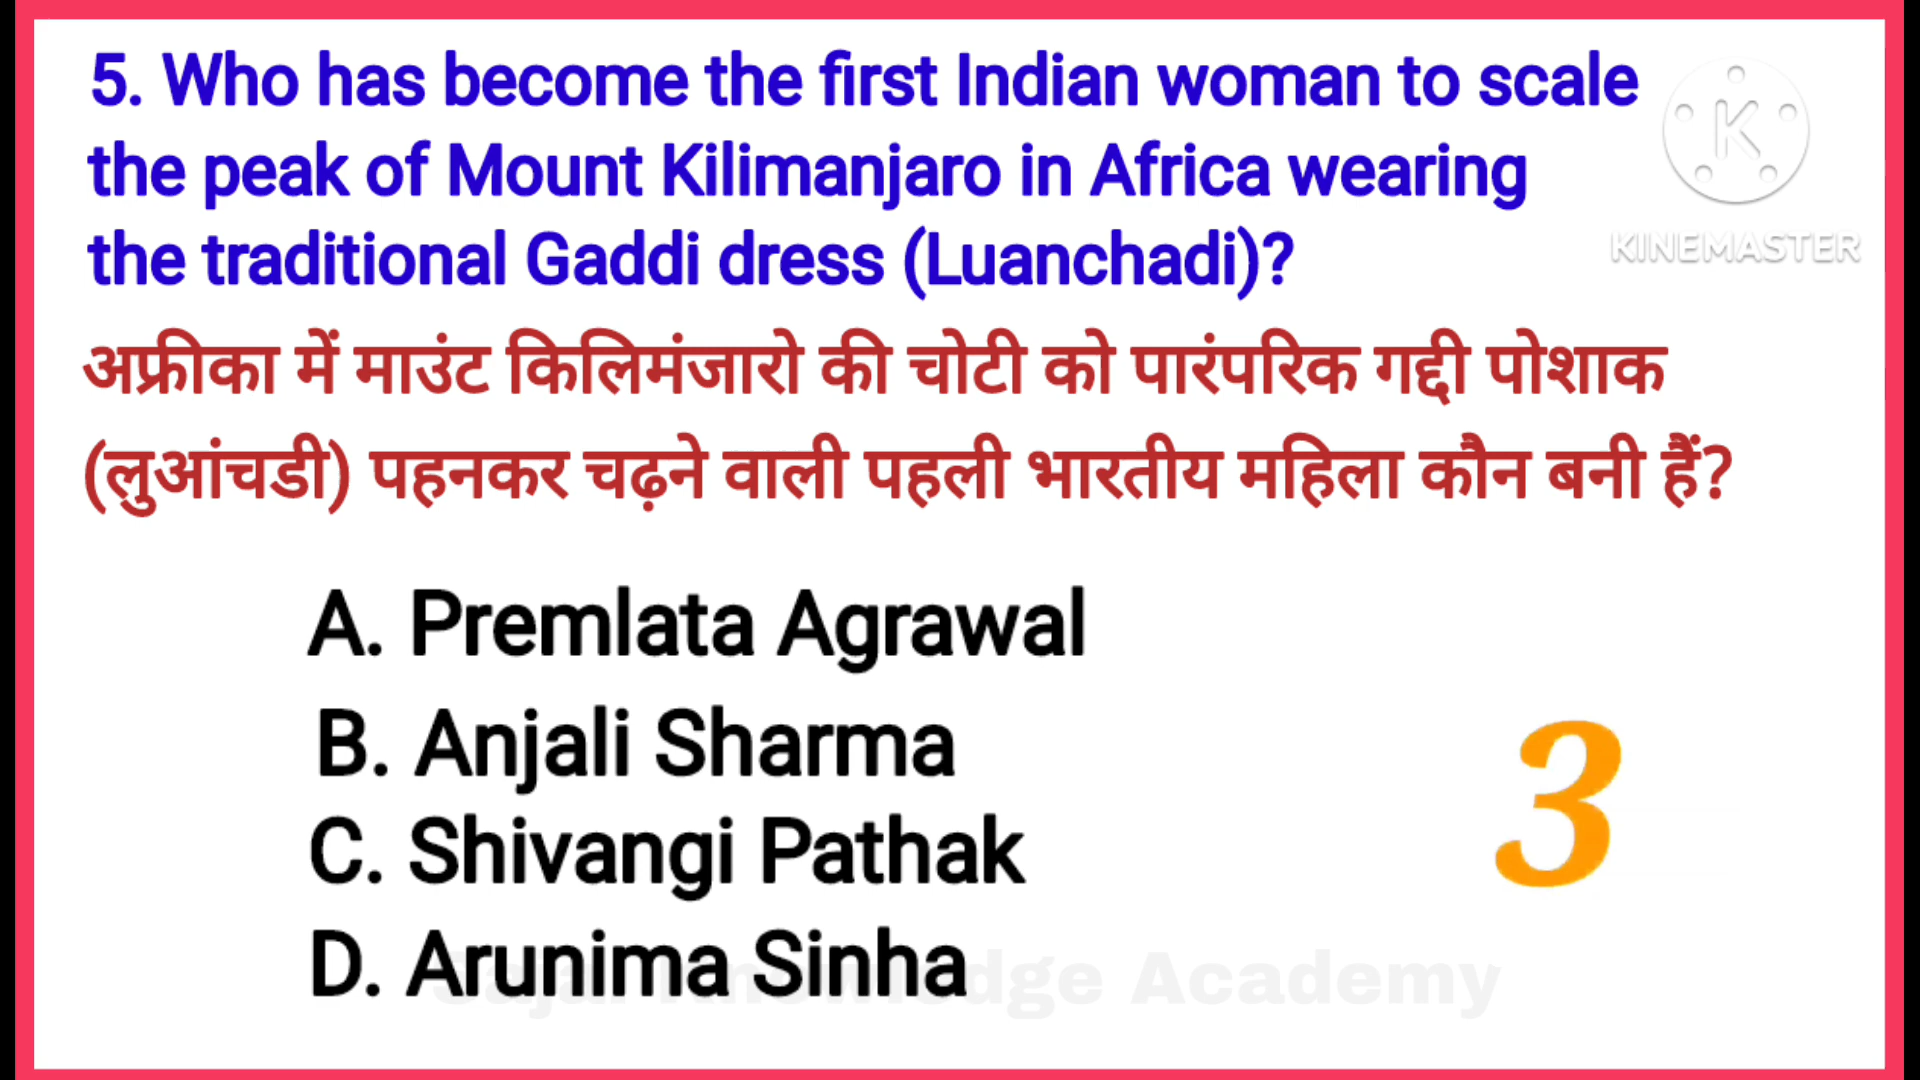 5. Who has become the first Indian woman to scale
the peak of Mount Kilimanjaro in Africa wearing
the traditional Gaddi dress (Luanchadi)?
K
KINEMASTER
अफ्रीका में माउंट किलिमंजारो की चोटी को पारंपरिक गद्दी पोशाक
(लुआंचडी) पहनकर चढ़ने वाली पहली भारतीय महिला कौन बनी हैं?
A. Premlata Agrawal
B. Anjali Sharma
C. Shivangi Pathak
3
D. Arunima Sinha
Academy